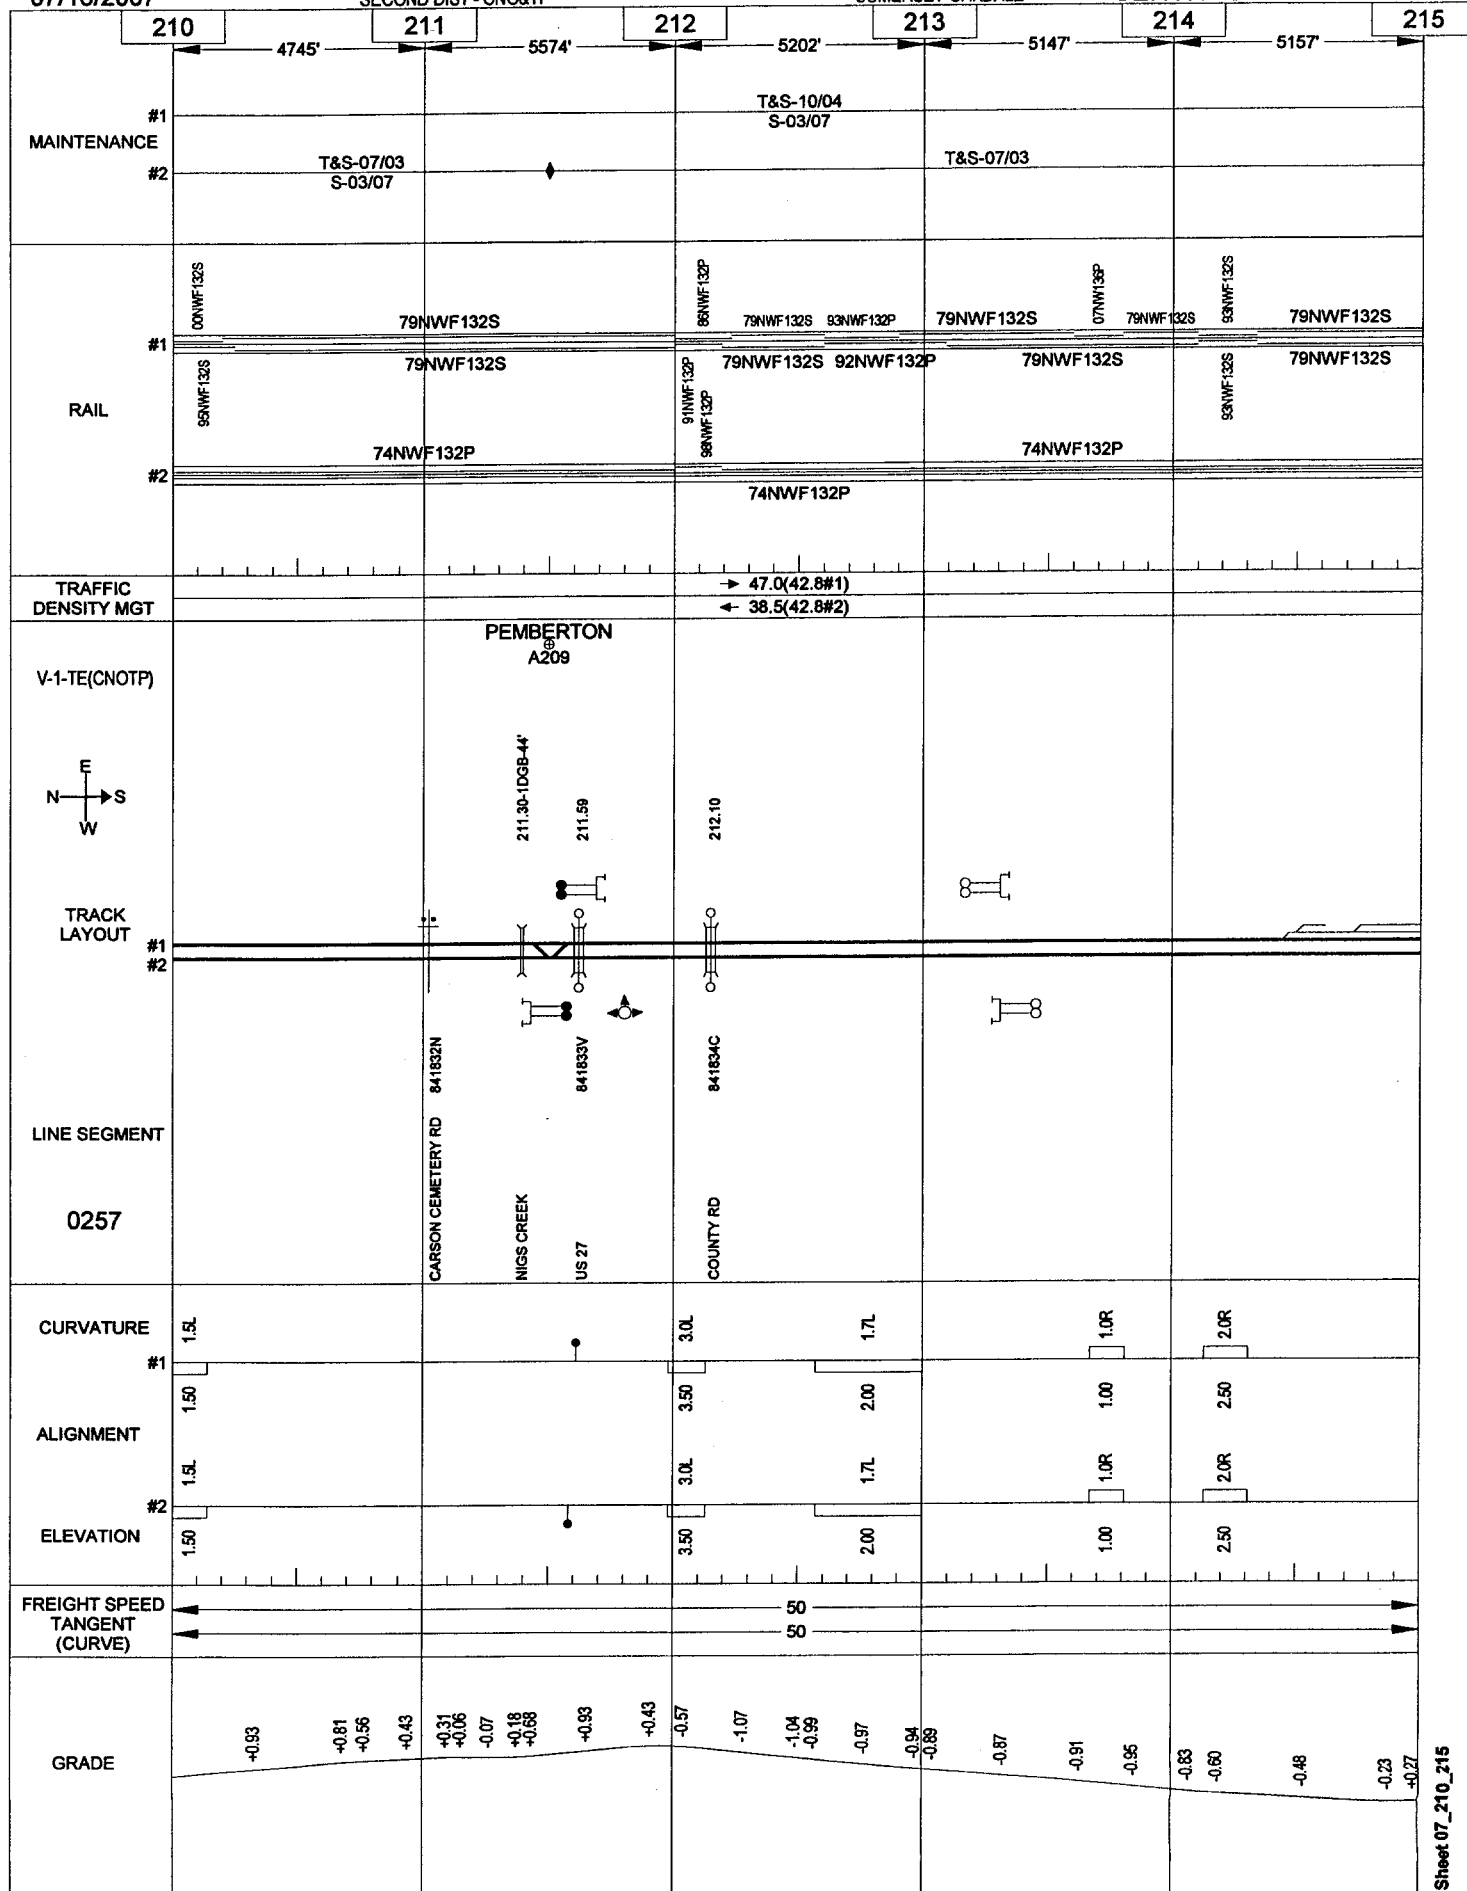 210 211 212 213 214 215
4745' 5574' 5202' 5147' 5157'
MAINTENANCE
#1
T&S-10/04
S-03/07
#2
T&S-07/03
S-03/07
T&S-07/03
RAIL
00NWF132S
86NWF132P
07NW136P
93NWF132S
79NWF132S 79NWF132S 93NWF132P 79NWF132S 79NWF132S 79NWF132S
#1
79NWF132S 79NWF132S 92NWF132P 79NWF132S 79NWF132S
95NWF132S
91NWF132P
98NWF132P
93NWF132S
74NWF132P 74NWF132P
#2
74NWF132P
TRAFFIC
DENSITY MGT
47.0(42.8#1)
38.5(42.8#2)
V-1-TE(CNOTP)
PEMBERTON
A209
E
N S
W
211.30-1DGB-44'
211.59
212.10
TRACK
LAYOUT
#1
#2
841832N
841833V
841834C
LINE SEGMENT
0257
CARSON CEMETERY RD
NIGS CREEK
US 27
COUNTY RD
CURVATURE
1.5L 3.0L 1.7L 1.0R 2.0R
#1
1.50 3.50 2.00 1.00 2.50
ALIGNMENT
1.5L 3.0L 1.7L 1.0R 2.0R
#2
ELEVATION
1.50 3.50 2.00 1.00 2.50
FREIGHT SPEED
TANGENT
(CURVE)
50
50
GRADE
+0.93 +0.81 +0.56 +0.43 +0.31 +0.06 -0.07 +0.18 +0.68 +0.93 +0.43 -0.57 -1.07 -1.04 -0.99 -0.97 -0.94 -0.89 -0.87 -0.91 -0.95 -0.83 -0.60 -0.48 -0.23 +0.27
Sheet 07_210_215